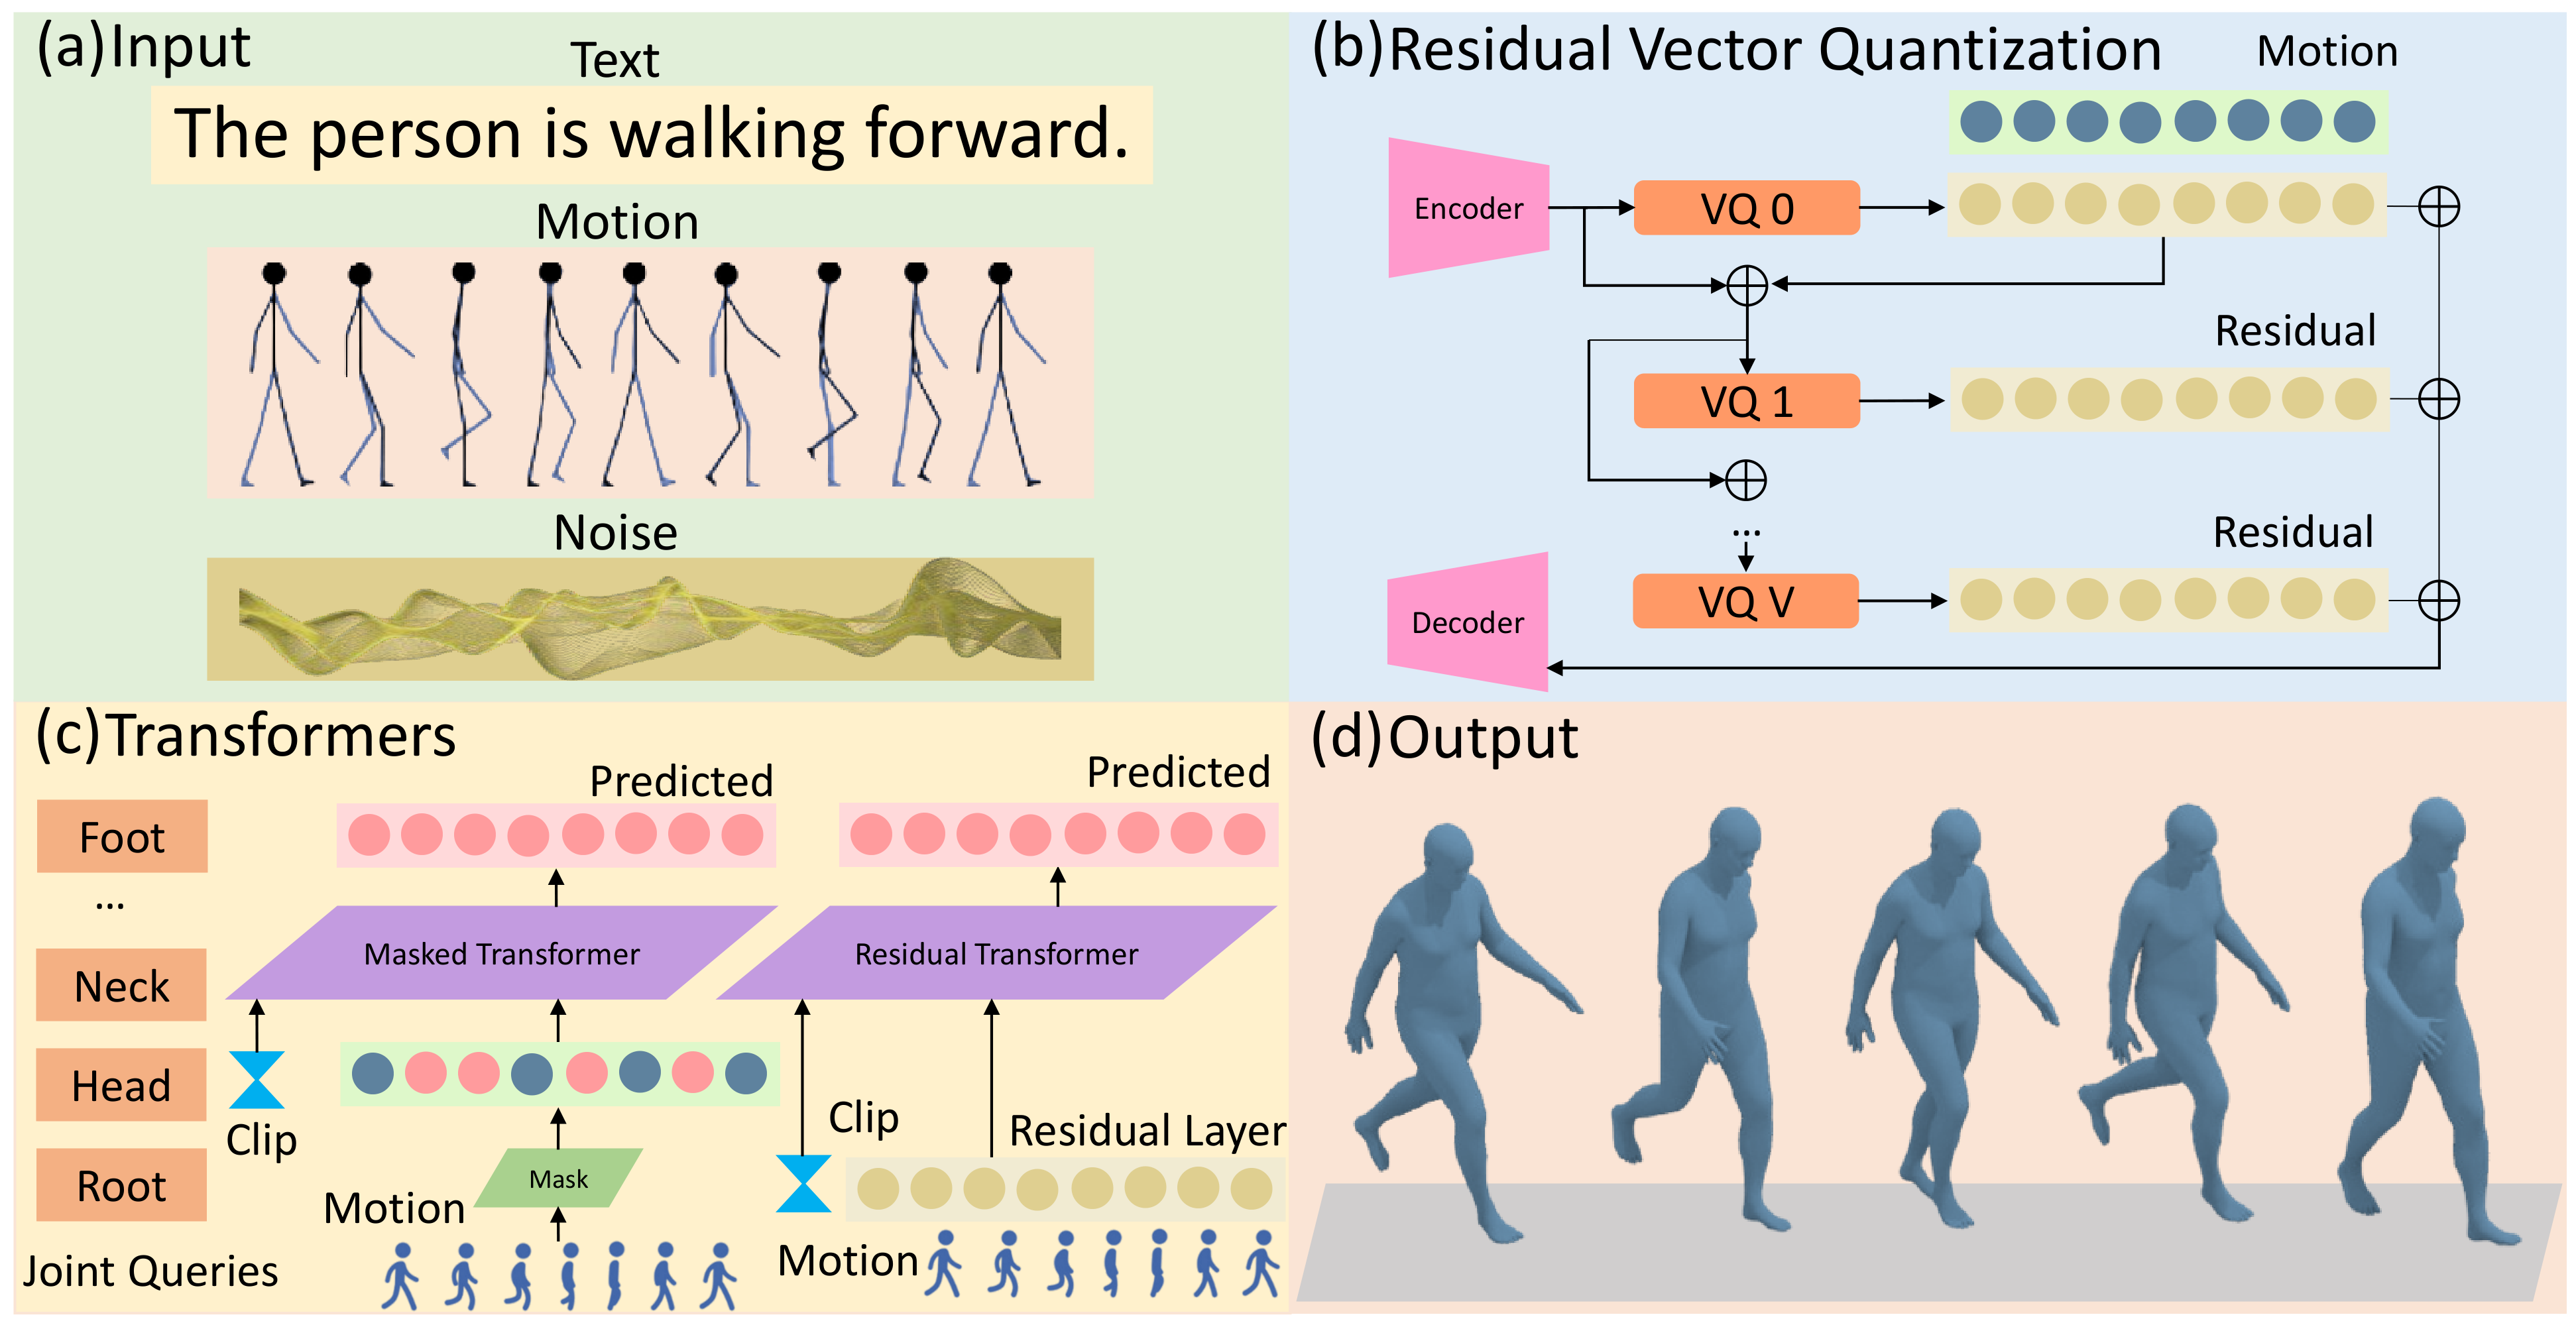 (a)Input
Text
The person is walking forward.
Motion
Noise
(b)Residual Vector Quantization
Motion
Encoder
VQ 0
Residual
VQ 1
...
Residual
Decoder
VQ V
(c)Transformers
Predicted
Predicted
Foot
...
Masked Transformer
Residual Transformer
Neck
Head
Clip
Clip
Residual Layer
Root
Mask
Motion
Motion
Joint Queries
(d)Output